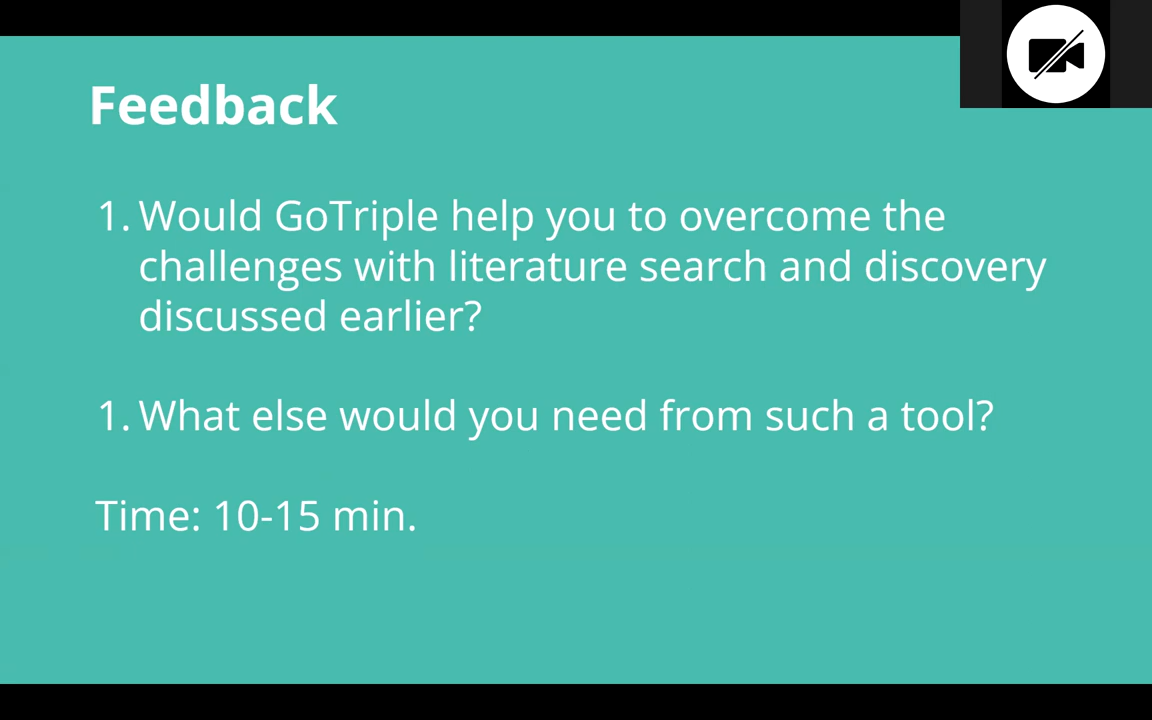 Feedback
1. Would GoTriple help you to overcome the
challenges with literature search and discovery
discussed earlier?
1. What else would you need from such a tool?
Time: 10-15 min.